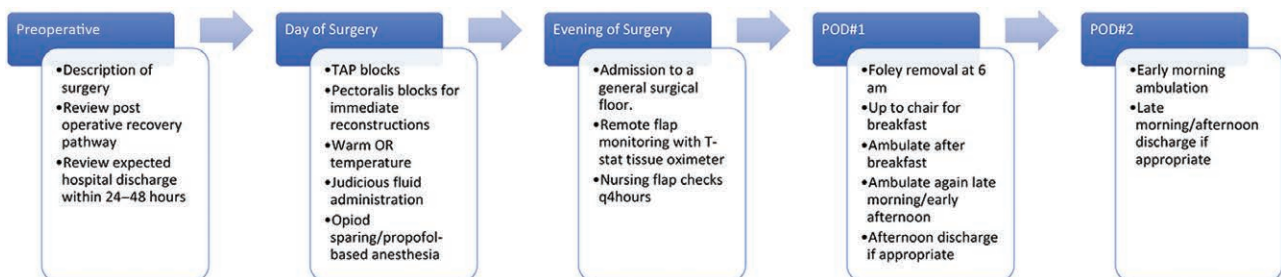 Preoperative
•Description of
surgery
•Review post
operative recovery
pathway
•Review expected
hospital discharge
within 24–48 hours
Day of Surgery
•TAP blocks
•Pectoralis blocks for
immediate
reconstructions
•Warm OR
temperature
•Judicious fluid
administration
•Opiod
sparing/propofol-
based anesthesia
Evening of Surgery
•Admission to a
general surgical
floor.
•Remote flap
monitoring with T-
stat tissue oximeter
•Nursing flap checks
q4hours
POD#1
•Foley removal at 6
am
•Up to chair for
breakfast
•Ambulate after
breakfast
•Ambulate again late
morning/early
afternoon
•Afternoon discharge
if appropriate
POD#2
•Early morning
ambulation
•Late
morning/afternoon
discharge if
appropriate